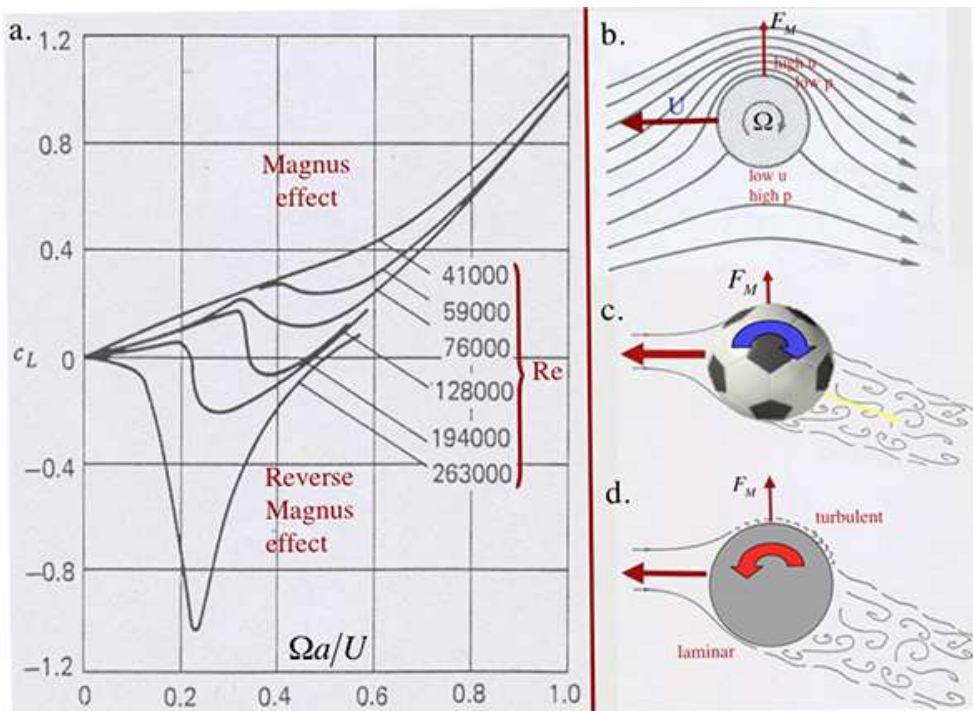 a.
1.2
0.8
0.4
c_L 0
−0.4
−0.8
−1.2
0 0.2 0.4 0.6 0.8 1.0
Ωa/U
Magnus
effect
Reverse
Magnus
effect
41000
59000
76000
128000
194000
263000
Re
b.
F_M
high u
low p
U
Ω
low u
high p
c.
F_M
d.
F_M
turbulent
laminar